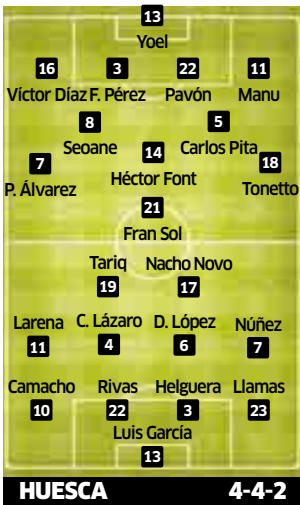 13
Yoel
16 3 22 11
Víctor Díaz F. Pérez Pavón Manu
8 5
Seoane Carlos Pita
7 14 18
P. Álvarez Héctor Font Tonetto
21
Fran Sol
Tariq Nacho Novo
19 17
Larena C. Lázaro D. López Núñez
11 4 6 7
Camacho Rivas Helguera Llamas
10 22 3 23
Luis García
13
HUESCA 4-4-2